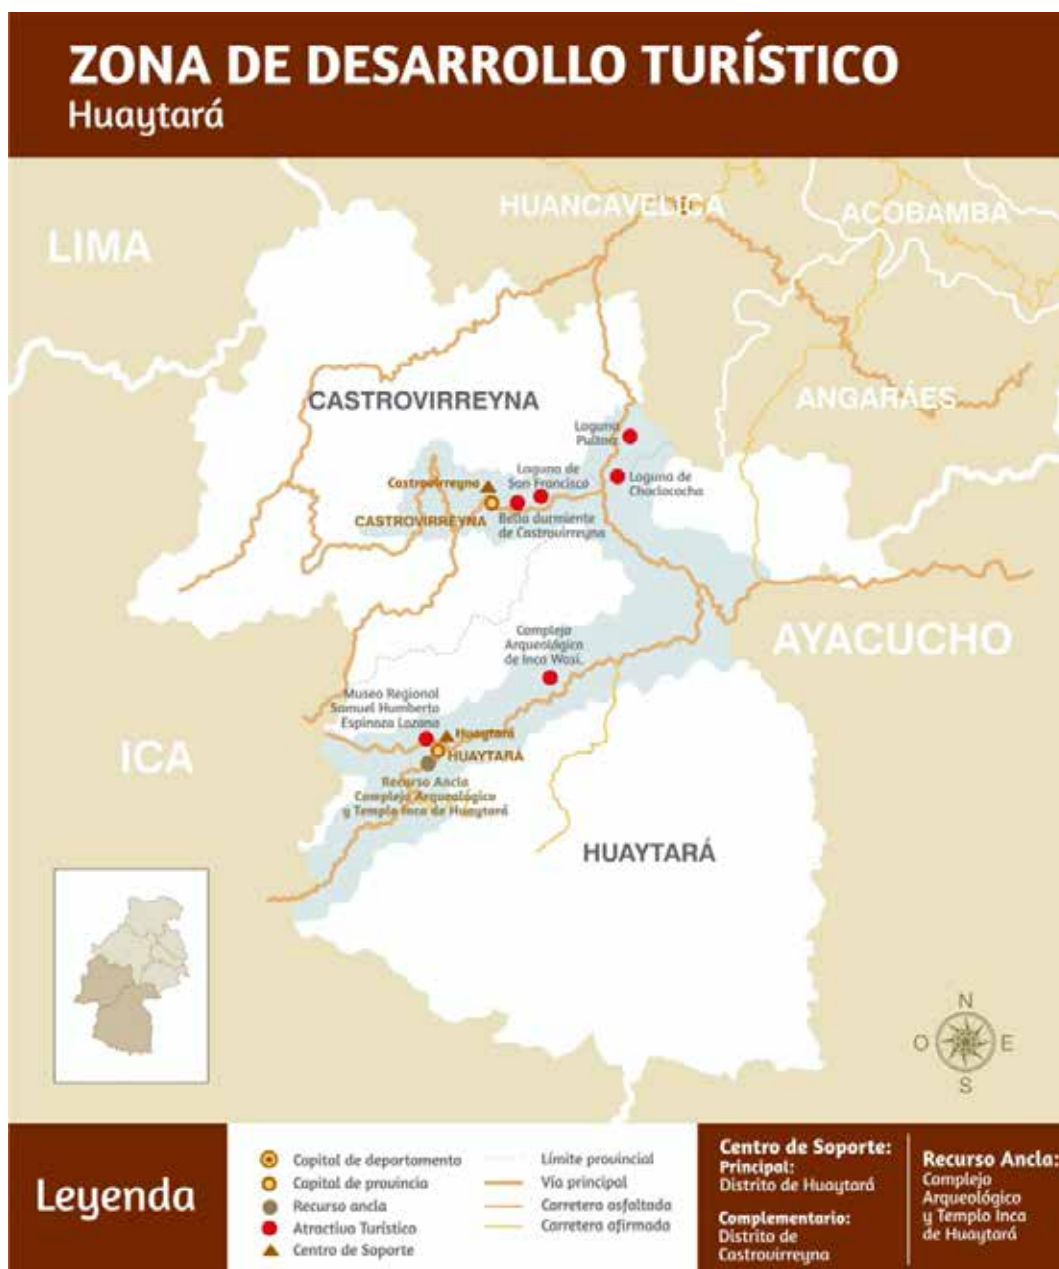 ZONA DE DESARROLLO TURÍSTICO
Huaytará
HUANCAVELICA
ACOBAMBA
LIMA
CASTROVIRREYNA
ANGARÁES
Laguna
Pultocc
Laguna de
San Francisco
Laguna de
Choclococha
Castrovirreyna
CASTROVIRREYNA
Bella durmiente
de Castrovirreyna
AYACUCHO
Complejo
Arqueológico
de Inca Wasi.
Museo Regional
Samuel Humberto
Espinoza Lozano
Huaytará
HUAYTARA
ICA
Recurso Ancla
Complejo Arqueológico
y Templo Inca de Huaytará
HUAYTARÁ
N
O
E
S
Leyenda
Capital de departamento
Capital de provincia
Recurso ancla
Atractivo Turístico
Centro de Soporte
Límite provincial
Vía principal
Carretera asfaltada
Carretera afirmada
Centro de Soporte:
Principal:
Distrito de Huaytará
Complementario:
Distrito de
Castrovirreyna
Recurso Ancla:
Complejo
Arqueológico
y Templo Inca
de Huaytará